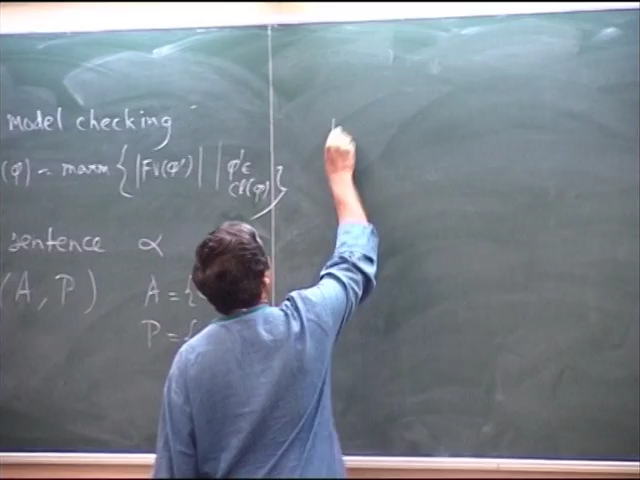 Model checking
(φ) = maxm { |FV(φ')| | φ' ∈ cl(φ) }
sentence α
(A, P) A = {
P = {